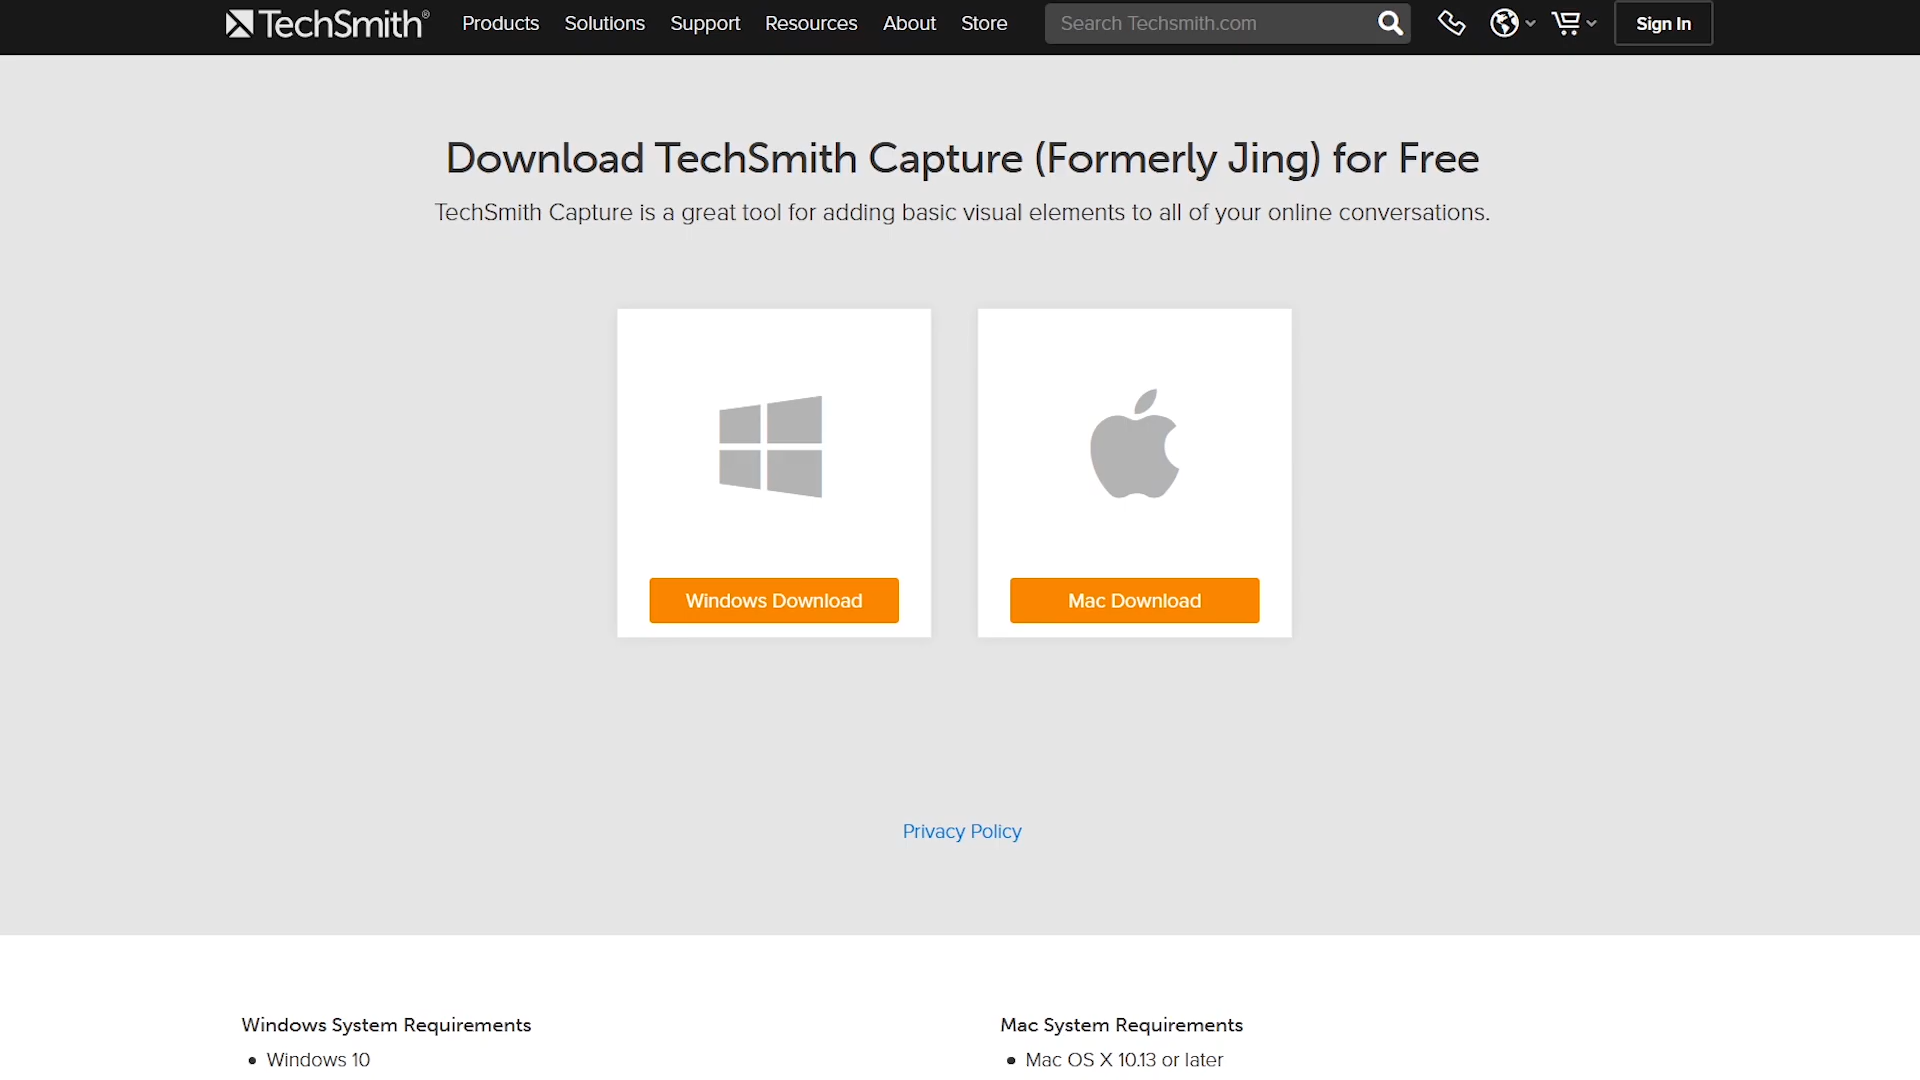 TechSmith®
Products Solutions Support Resources About Store Search Techsmith.com Sign In
Download TechSmith Capture (Formerly Jing) for Free
TechSmith Capture is a great tool for adding basic visual elements to all of your online conversations.
Windows Download
Mac Download
Privacy Policy
Windows System Requirements
• Windows 10
Mac System Requirements
• Mac OS X 10.13 or later